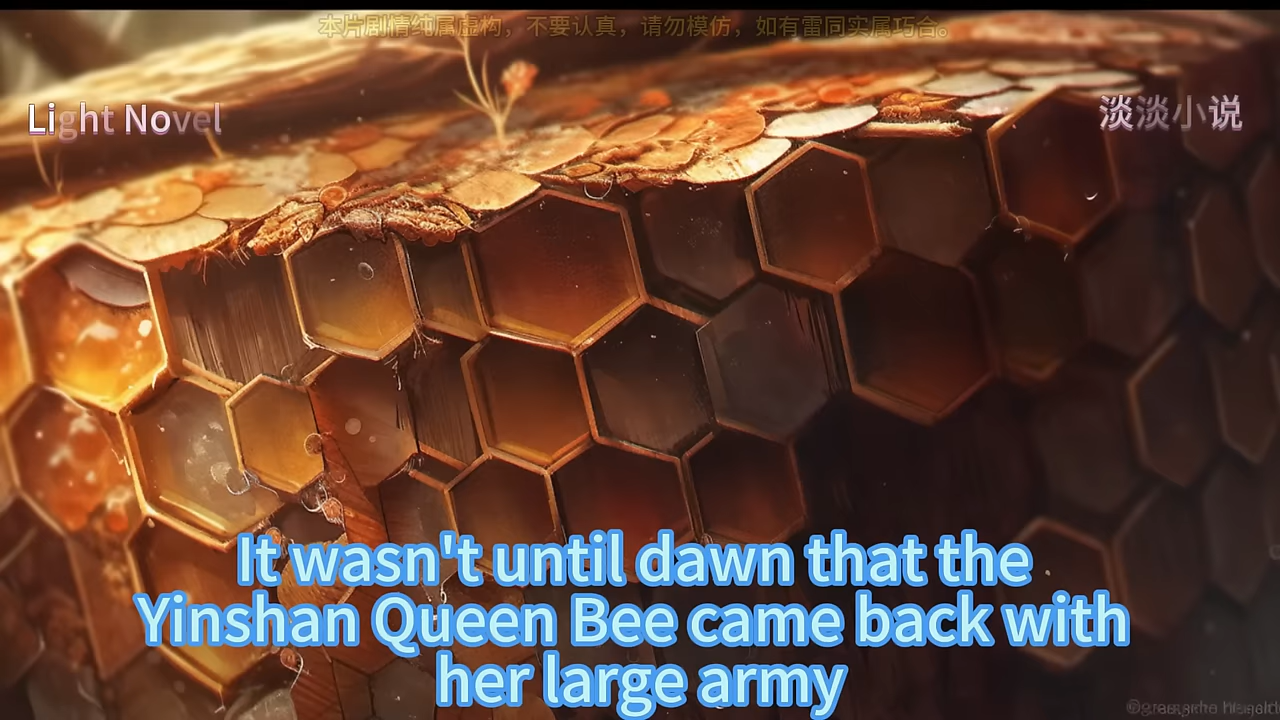 本片剧情纯属虚构，不要认真，请勿模仿，如有雷同实属巧合。
Light Novel
淡淡小说
It wasn't until dawn that the
Yinshan Queen Bee came back with
her large army